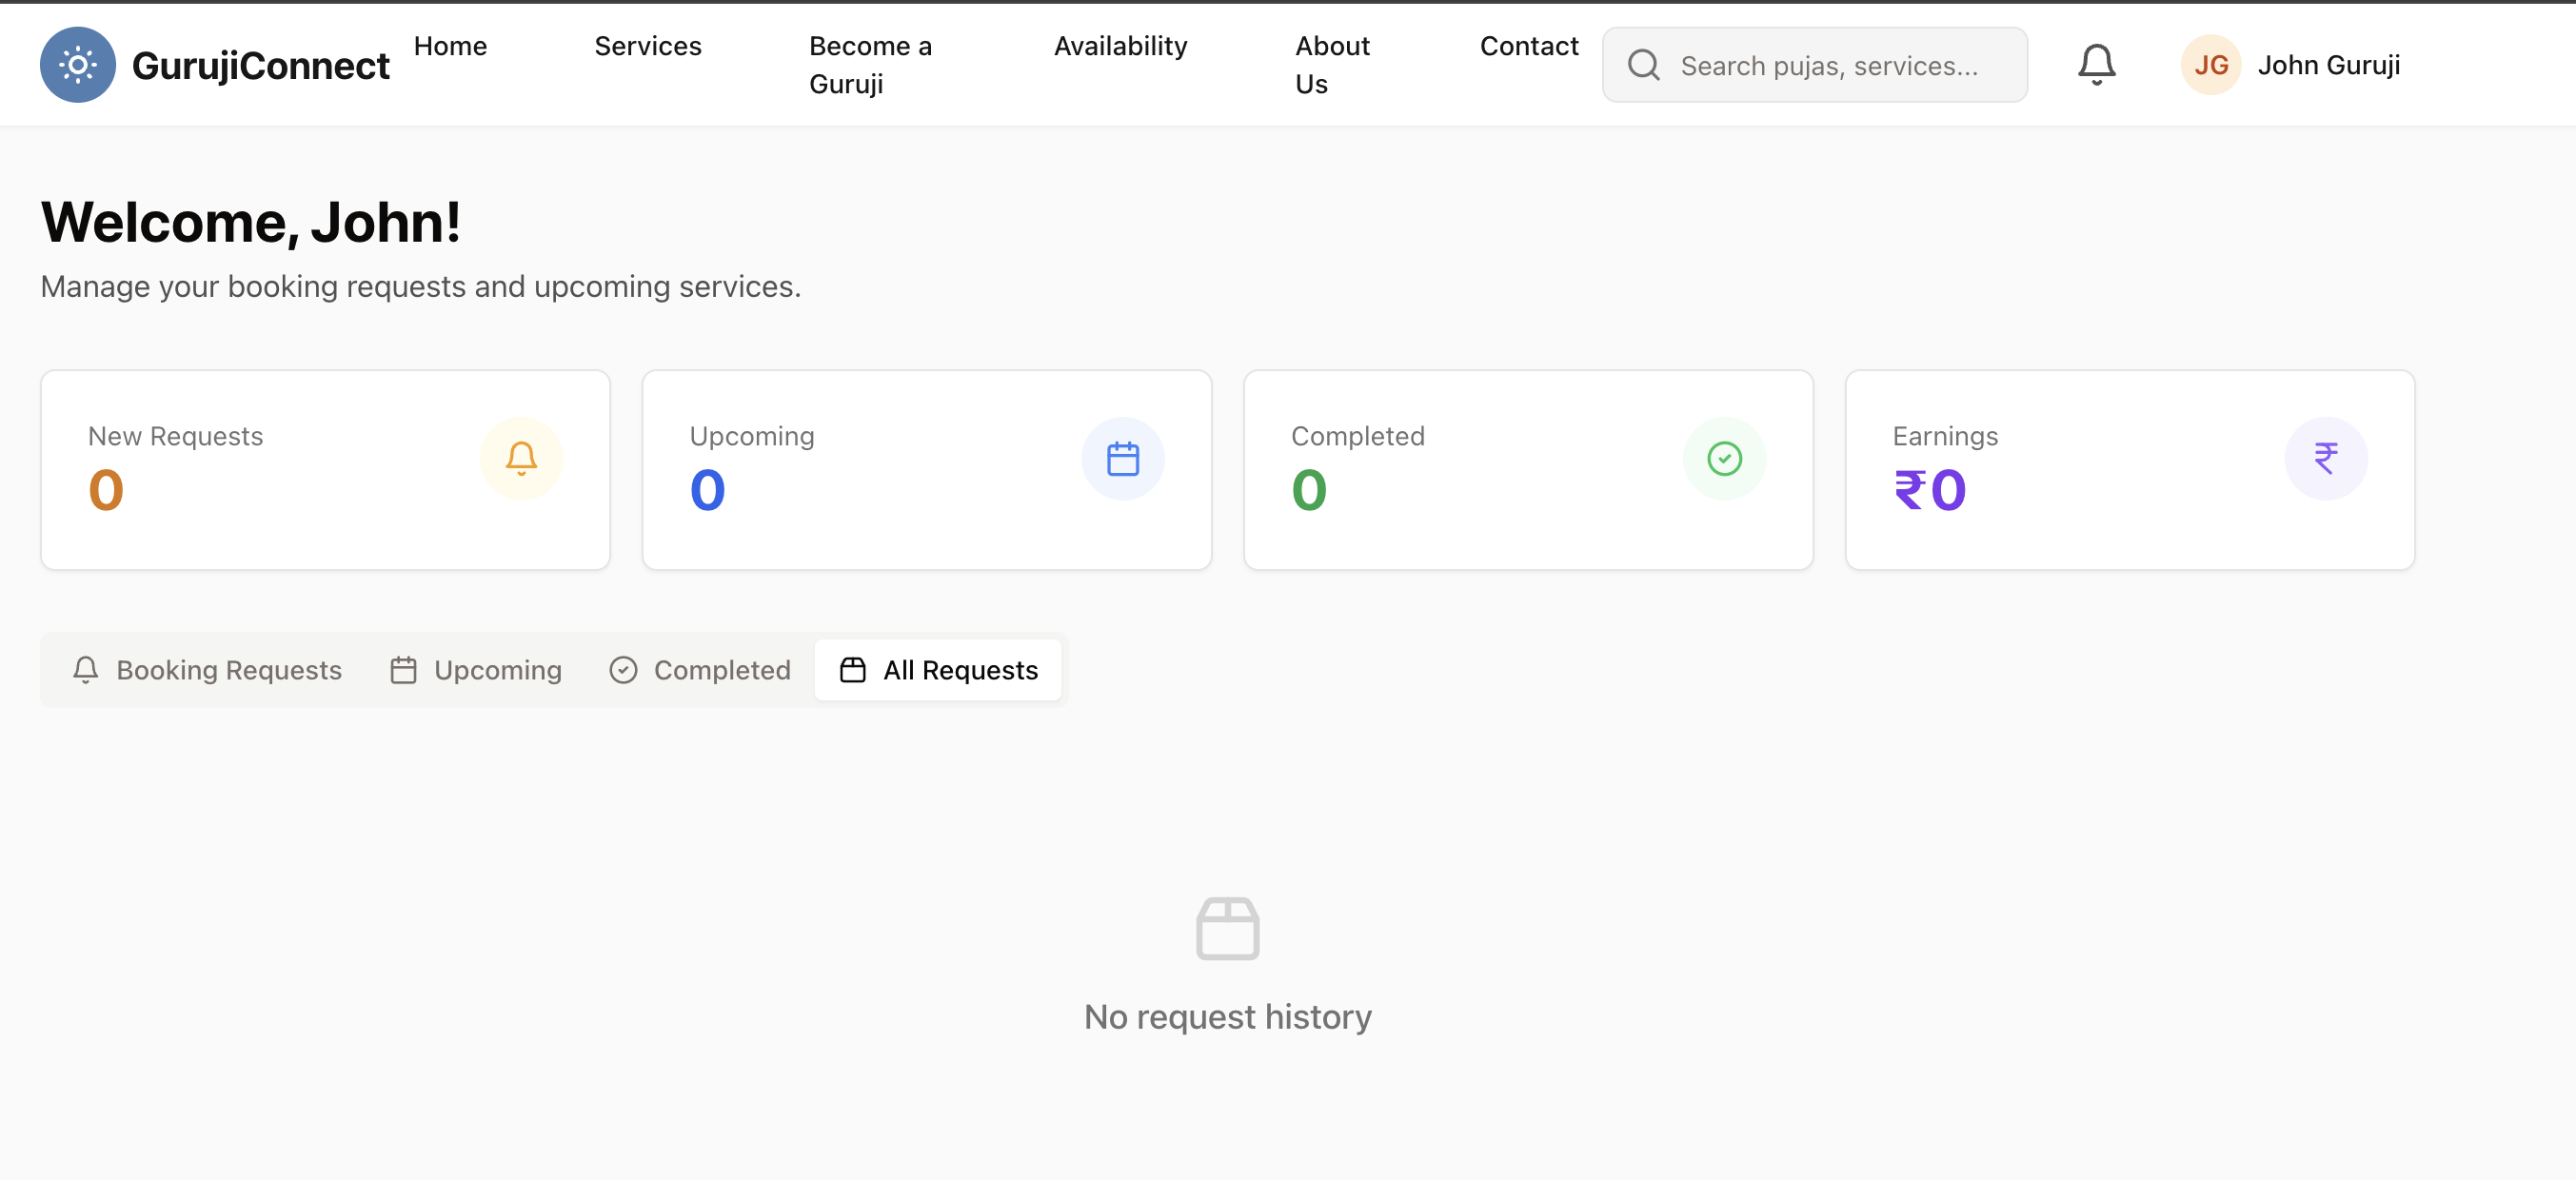 GurujiConnect
Home
Services
Become a
Guruji
Availability
About
Us
Contact
Search pujas, services...
JG
John Guruji
Welcome, John!
Manage your booking requests and upcoming services.
New Requests
0
Upcoming
0
Completed
0
Earnings
₹0
Booking Requests
Upcoming
Completed
All Requests
No request history